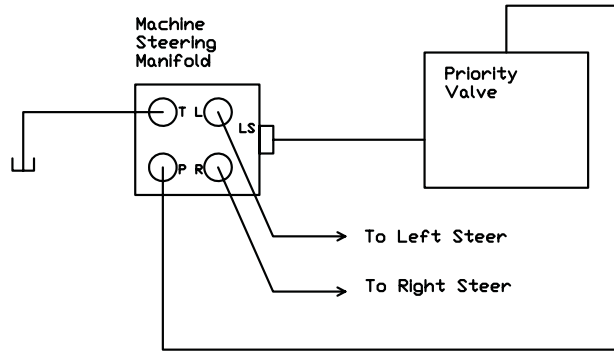 Machine
Steering
Manifold
Priority
Valve
T L
LS
P R
To Left Steer
To Right Steer